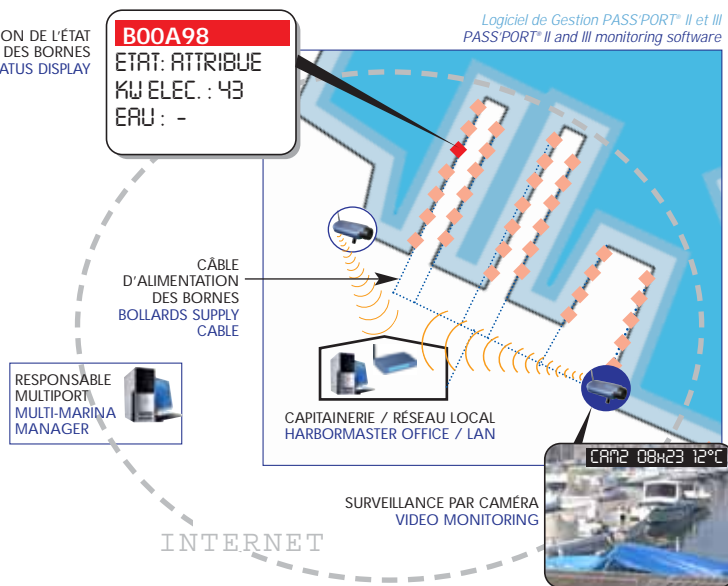 Logiciel de Gestion PASS'PORT® II et III
PASS'PORT® II and III monitoring software
ON DE L'ÉTAT
DES BORNES
ATUS DISPLAY
B00A98
ETAT: ATTRIBUE
KW ELEC. : 43
EAU : -
CÂBLE
D'ALIMENTATION
DES BORNES
BOLLARDS SUPPLY
CABLE
RESPONSABLE
MULTIPORT
MULTI-MARINA
MANAGER
CAPITAINERIE / RÉSEAU LOCAL
HARBORMASTER OFFICE / LAN
CAM2 08H23 12°C
SURVEILLANCE PAR CAMÉRA
VIDEO MONITORING
INTERNET